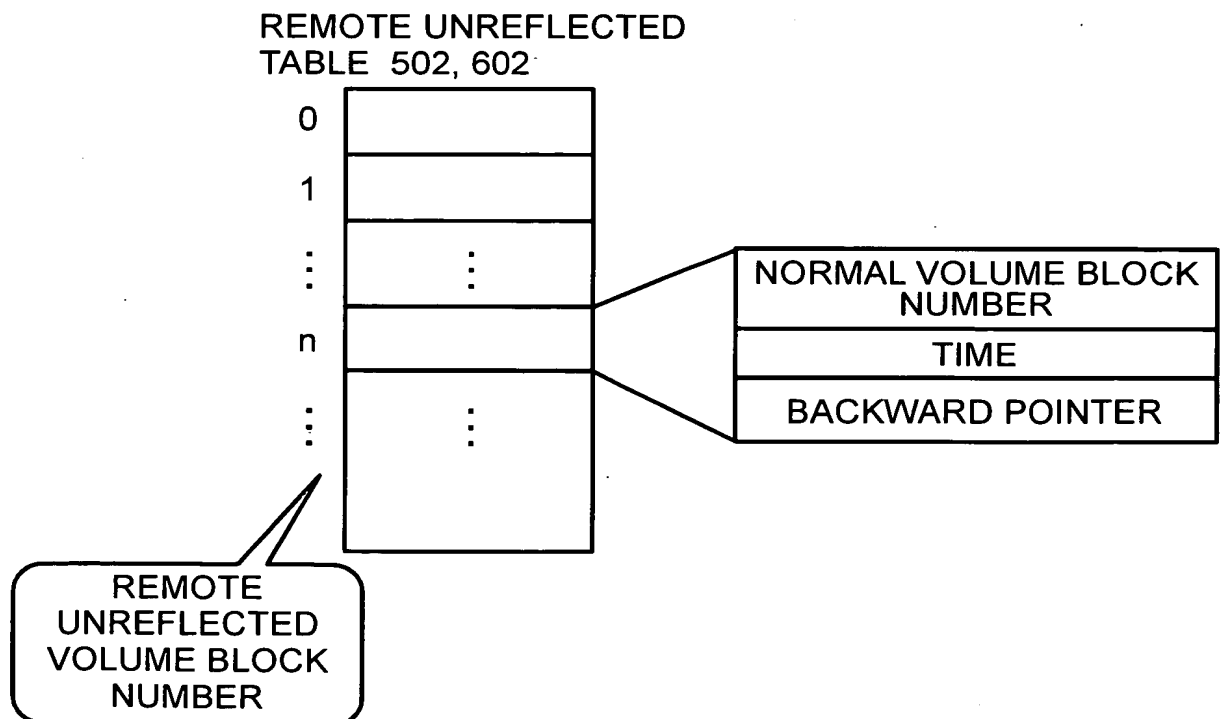 REMOTE UNREFLECTED
TABLE 502, 602
0
1
⋮
⋮
n
⋮
⋮
NORMAL VOLUME BLOCK
NUMBER
TIME
BACKWARD POINTER
REMOTE
UNREFLECTED
VOLUME BLOCK
NUMBER